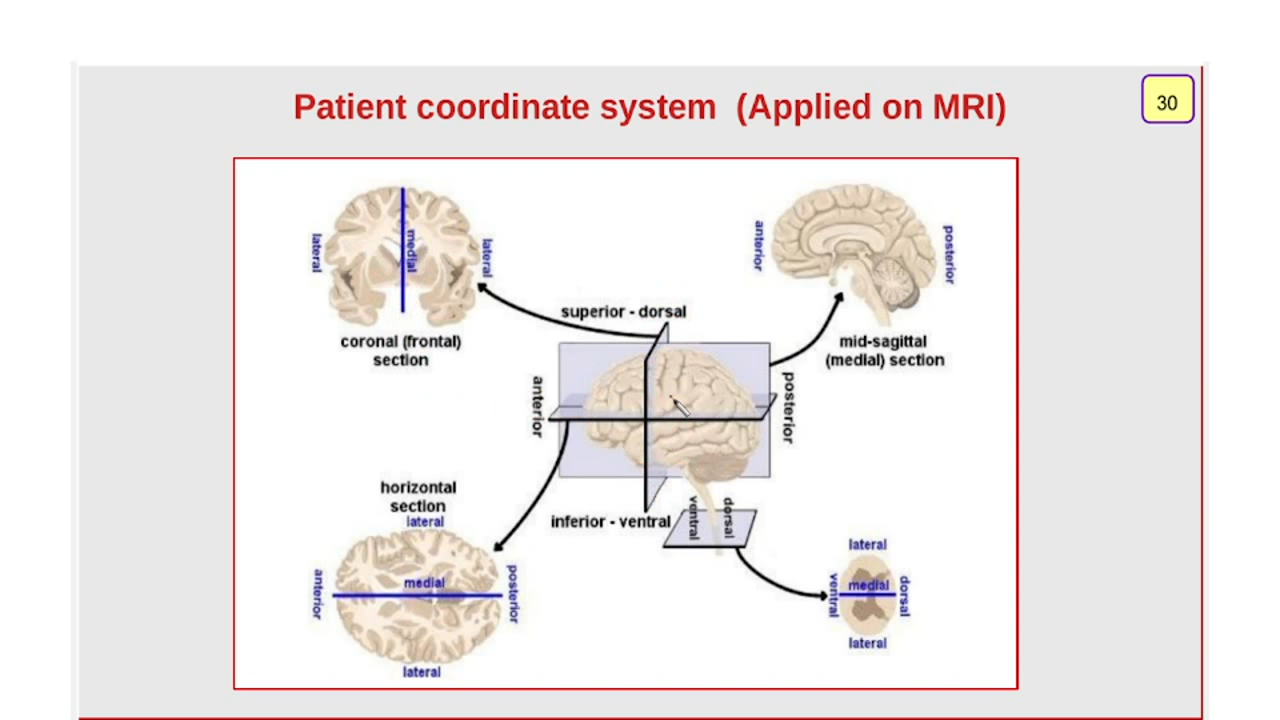 Patient coordinate system (Applied on MRI)
30
lateral
medial
lateral
coronal (frontal)
section
anterior
posterior
mid-sagittal
(medial) section
superior - dorsal
anterior
posterior
inferior - ventral
ventral
dorsal
horizontal
section
lateral
anterior
medial
posterior
lateral
lateral
ventral
medial
dorsal
lateral